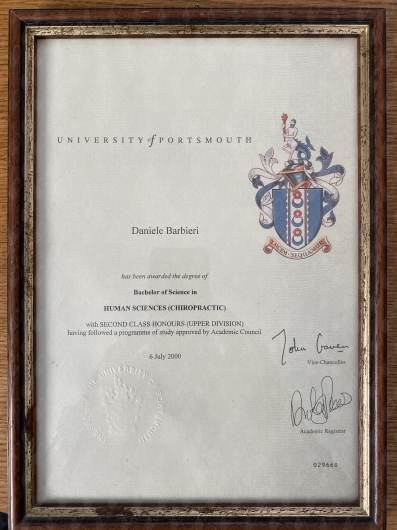 UNIVERSITY of PORTSMOUTH
Daniele Barbieri
has been awarded the degree of
Bachelor of Science in
HUMAN SCIENCES (CHIROPRACTIC)
with SECOND CLASS HONOURS (UPPER DIVISION)
having followed a programme of study approved by Academic Council
6 July 2000
Vice-Chancellor
Academic Registrar
029660